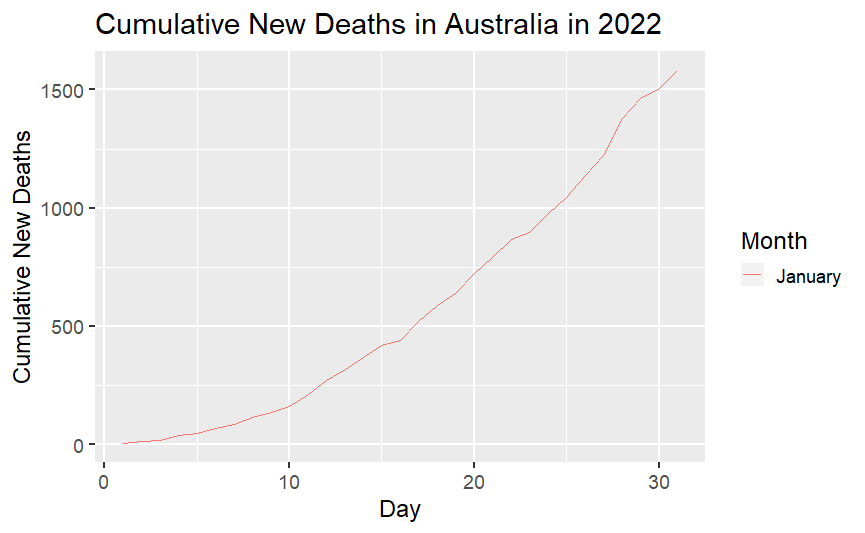 Cumulative New Deaths in Australia in 2022
Cumulative New Deaths
1500
1000
500
0
0 10 20 30
Day
Month
January